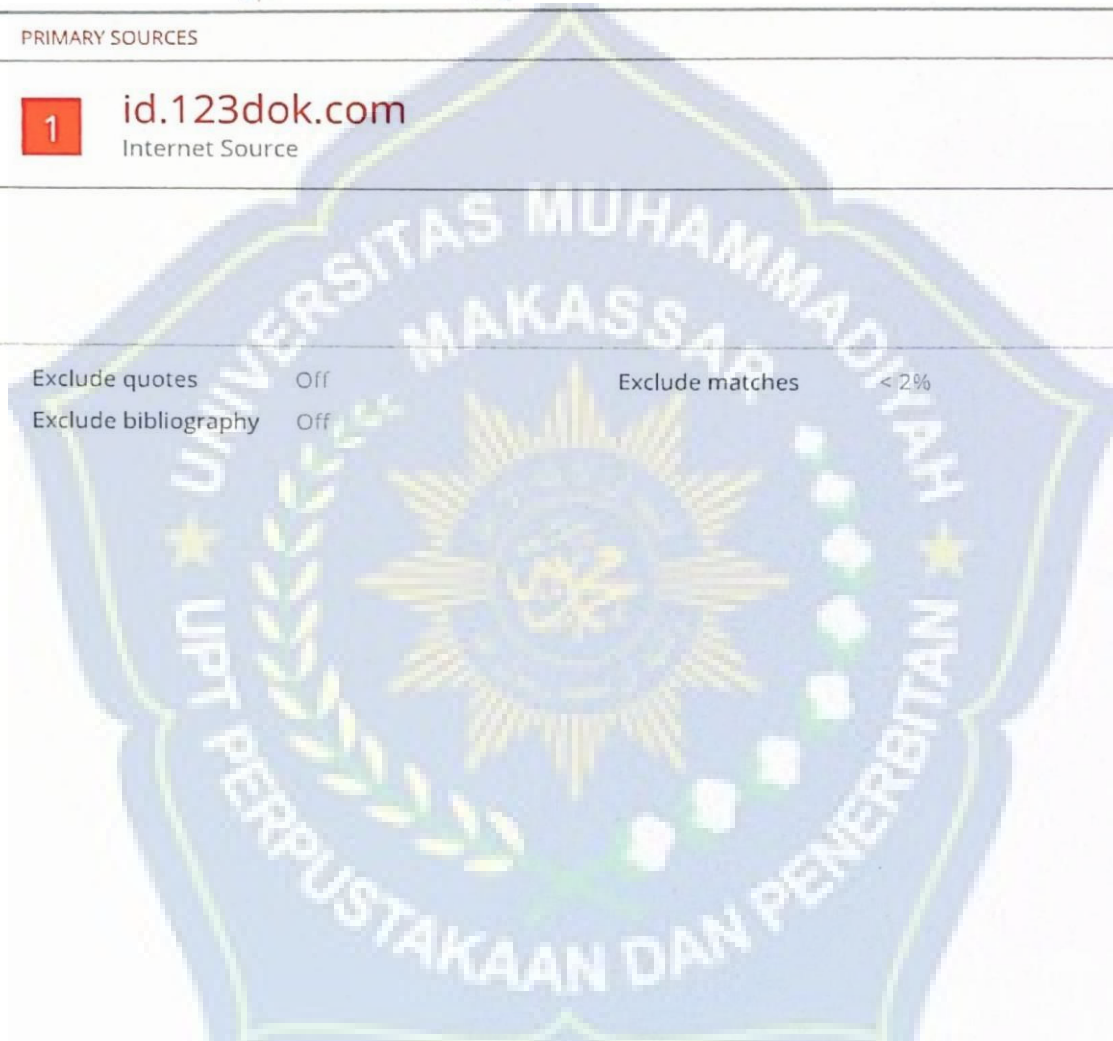 PRIMARY SOURCES
1
id.123dok.com
Internet Source
UNIVERSITAS MUHAMMADIYAH
MAKASSAR
Exclude quotes Off Exclude matches < 2%
Exclude bibliography Off
UPT PERPUSTAKAAN DAN PENERBITAN